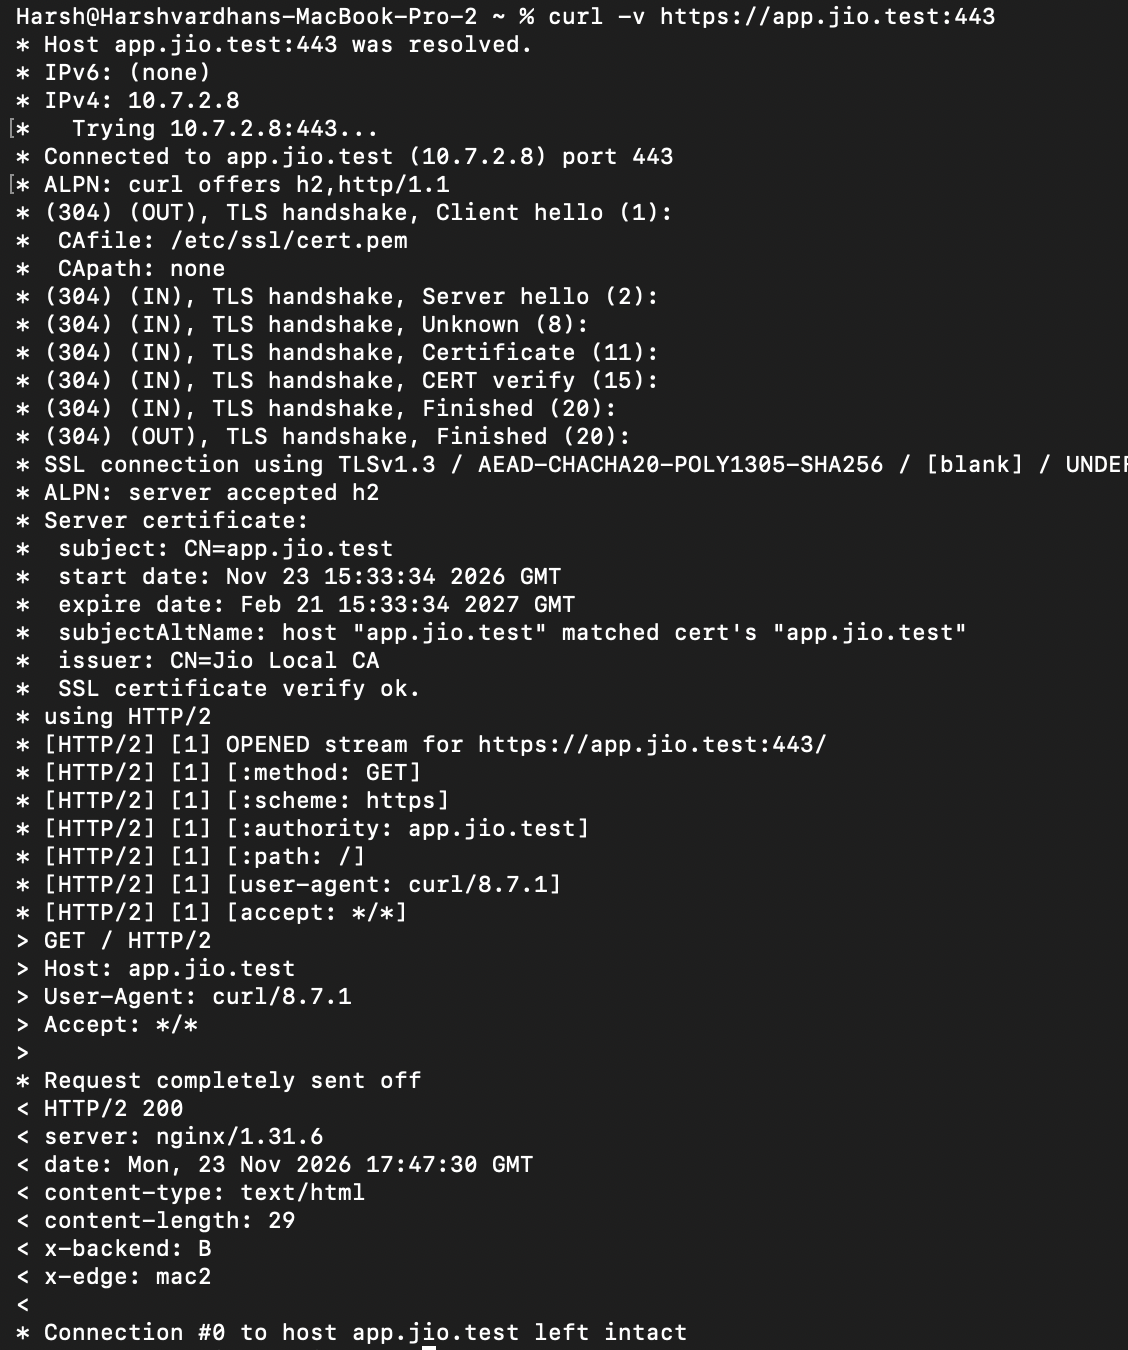 Harsh@Harshvardhans-MacBook-Pro-2 ~ % curl -v https://app.jio.test:443
* Host app.jio.test:443 was resolved.
* IPv6: (none)
* IPv4: 10.7.2.8
[*   Trying 10.7.2.8:443...
* Connected to app.jio.test (10.7.2.8) port 443
[* ALPN: curl offers h2,http/1.1
* (304) (OUT), TLS handshake, Client hello (1):
*  CAfile: /etc/ssl/cert.pem
*  CApath: none
* (304) (IN), TLS handshake, Server hello (2):
* (304) (IN), TLS handshake, Unknown (8):
* (304) (IN), TLS handshake, Certificate (11):
* (304) (IN), TLS handshake, CERT verify (15):
* (304) (IN), TLS handshake, Finished (20):
* (304) (OUT), TLS handshake, Finished (20):
* SSL connection using TLSv1.3 / AEAD-CHACHA20-POLY1305-SHA256 / [blank] / UNDEF
* ALPN: server accepted h2
* Server certificate:
*  subject: CN=app.jio.test
*  start date: Nov 23 15:33:34 2026 GMT
*  expire date: Feb 21 15:33:34 2027 GMT
*  subjectAltName: host "app.jio.test" matched cert's "app.jio.test"
*  issuer: CN=Jio Local CA
*  SSL certificate verify ok.
* using HTTP/2
* [HTTP/2] [1] OPENED stream for https://app.jio.test:443/
* [HTTP/2] [1] [:method: GET]
* [HTTP/2] [1] [:scheme: https]
* [HTTP/2] [1] [:authority: app.jio.test]
* [HTTP/2] [1] [:path: /]
* [HTTP/2] [1] [user-agent: curl/8.7.1]
* [HTTP/2] [1] [accept: */*]
> GET / HTTP/2
> Host: app.jio.test
> User-Agent: curl/8.7.1
> Accept: */*
>
* Request completely sent off
< HTTP/2 200
< server: nginx/1.31.6
< date: Mon, 23 Nov 2026 17:47:30 GMT
< content-type: text/html
< content-length: 29
< x-backend: B
< x-edge: mac2
<
* Connection #0 to host app.jio.test left intact